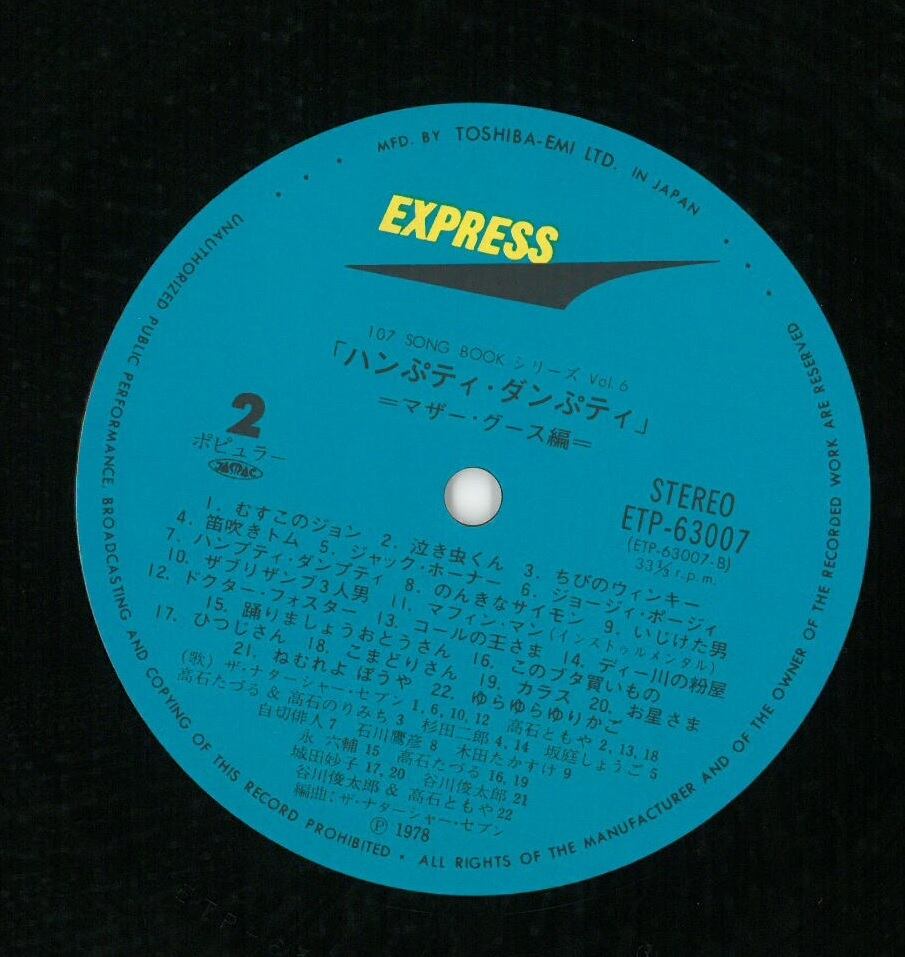 MFD. BY TOSHIBA-EMI LTD. IN JAPAN
EXPRESS
107 SONG BOOK シリーズ Vol. 6
「ハンぷティ・ダンぷティ」
=マザー・グース編=
2
ポピュラー
JASRAC
STEREO
ETP-63007
(ETP-63007-B)
33⅓ r.p.m.
1. むすこのジョン 2. 泣き虫くん 3. ちびのウィンキー
4. 笛吹きトム 5. ジャック・ホーナー 6. ジョージィ・ポージィ
7. ハンプティ・ダンプティ 8. のんきなサイモン 9. いじけた男
10. ザブリザンブ3人男 11. マフィン・マン(インストゥルメンタル)
12. ドクター・フォスター 13. コールの王さま 14. ディー川の粉屋
15. 踊りましょうおとうさん 16. このブタ買いもの
17. ひつじさん 18. こまどりさん 19. カラス 20. お星さま
21. ねむれよ ぼうや 22. ゆらゆらゆりかご
(歌) ザ・ナターシャー・セブン 1, 6, 10, 12 高石ともや 2, 13, 18
高石たづる & 高石のりみち 3 杉田二郎 4, 14 坂庭しょうご 5
自切俳人 7 石川鷹彦 8 木田たかすけ 9
永 六輔 15 高石たづる 16, 19
城田妙子 17, 20 谷川俊太郎 21
谷川俊太郎 & 高石ともや 22
編曲:ザ・ナターシャー・セブン
Ⓟ 1978
UNAUTHORIZED PUBLIC PERFORMANCE, BROADCASTING AND COPYING OF THIS RECORD PROHIBITED • ALL RIGHTS OF THE MANUFACTURER AND OF THE OWNER OF THE RECORDED WORK ARE RESERVED